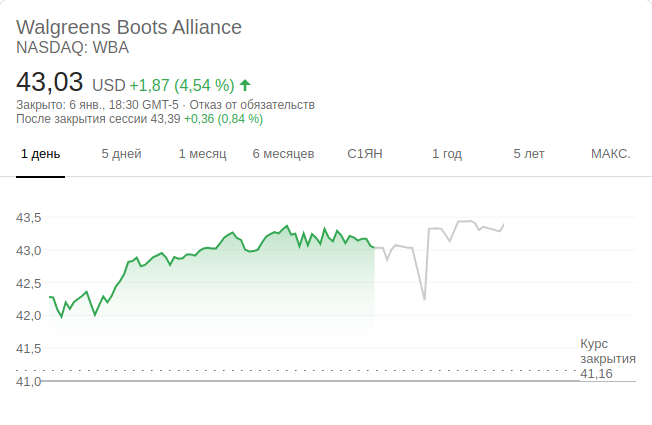 Walgreens Boots Alliance
NASDAQ: WBA
43,03 USD +1,87 (4,54 %)
Закрыто: 6 янв., 18:30 GMT-5 · Отказ от обязательств
После закрытия сессии 43,39 +0,36 (0,84 %)
1 день 5 дней 1 месяц 6 месяцев С1ЯН 1 год 5 лет МАКС.
43,5
43,0
42,5
42,0
41,5
41,0
Курс
закрытия
41,16